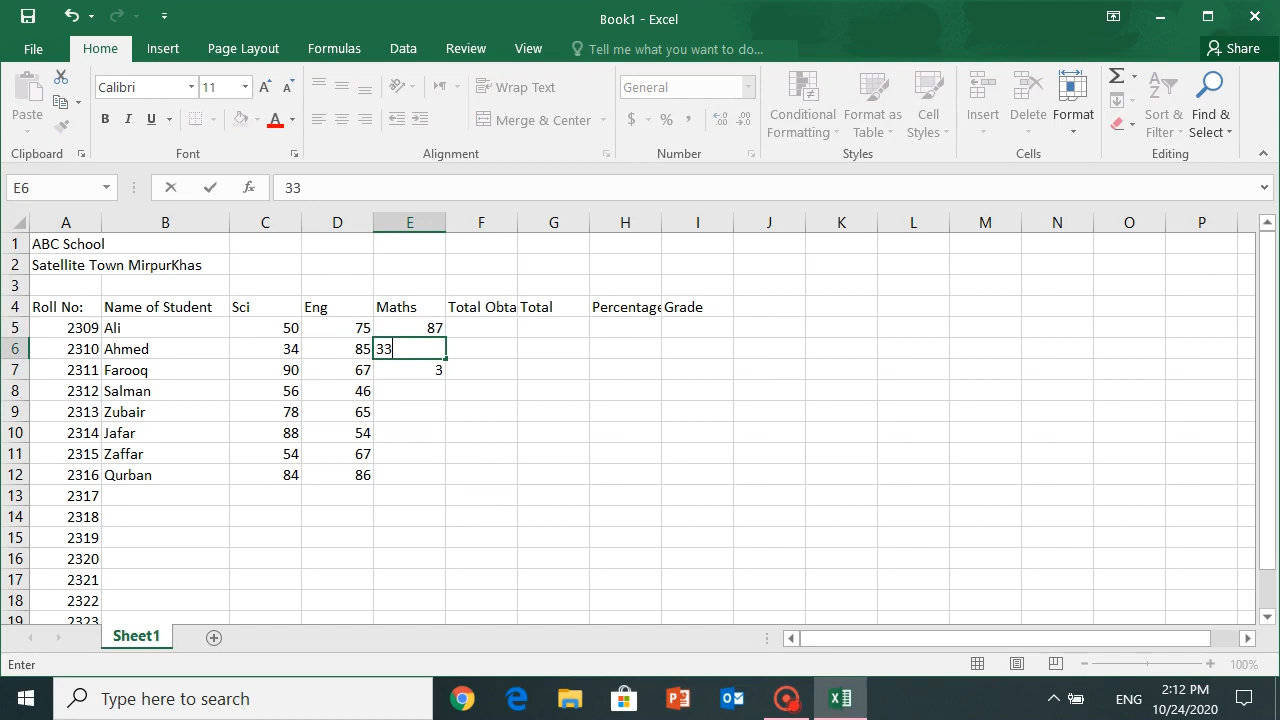 Book1 - Excel
File Home Insert Page Layout Formulas Data Review View Tell me what you want to do... Share
Paste Calibri 11 Wrap Text General Conditional Formatting Format as Table Cell Styles Insert Delete Format Sort & Filter Find & Select
B I U A Merge & Center $ % ,
Clipboard Font Alignment Number Styles Cells Editing
E6 fx 33
A B C D E F G H I J K L M N O P
1 ABC School
2 Satellite Town MirpurKhas
3
4 Roll No: Name of Student Sci Eng Maths Total Obta Total Percentage Grade
5 2309 Ali 50 75 87
6 2310 Ahmed 34 85 33
7 2311 Farooq 90 67 3
8 2312 Salman 56 46
9 2313 Zubair 78 65
10 2314 Jafar 88 54
11 2315 Zaffar 54 67
12 2316 Qurban 84 86
13 2317
14 2318
15 2319
16 2320
17 2321
18 2322
19 2323
Sheet1
Enter 100%
Type here to search ENG 2:12 PM
10/24/2020